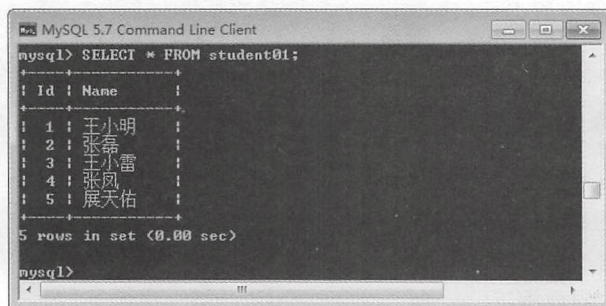 MySQL 5.7 Command Line Client
mysql> SELECT * FROM student01;
+----+-----------+
| Id | Name      |
+----+-----------+
|  1 | 王小明    |
|  2 | 张磊      |
|  3 | 王小雷    |
|  4 | 张凤      |
|  5 | 展天佑    |
+----+-----------+
5 rows in set (0.00 sec)
mysql>